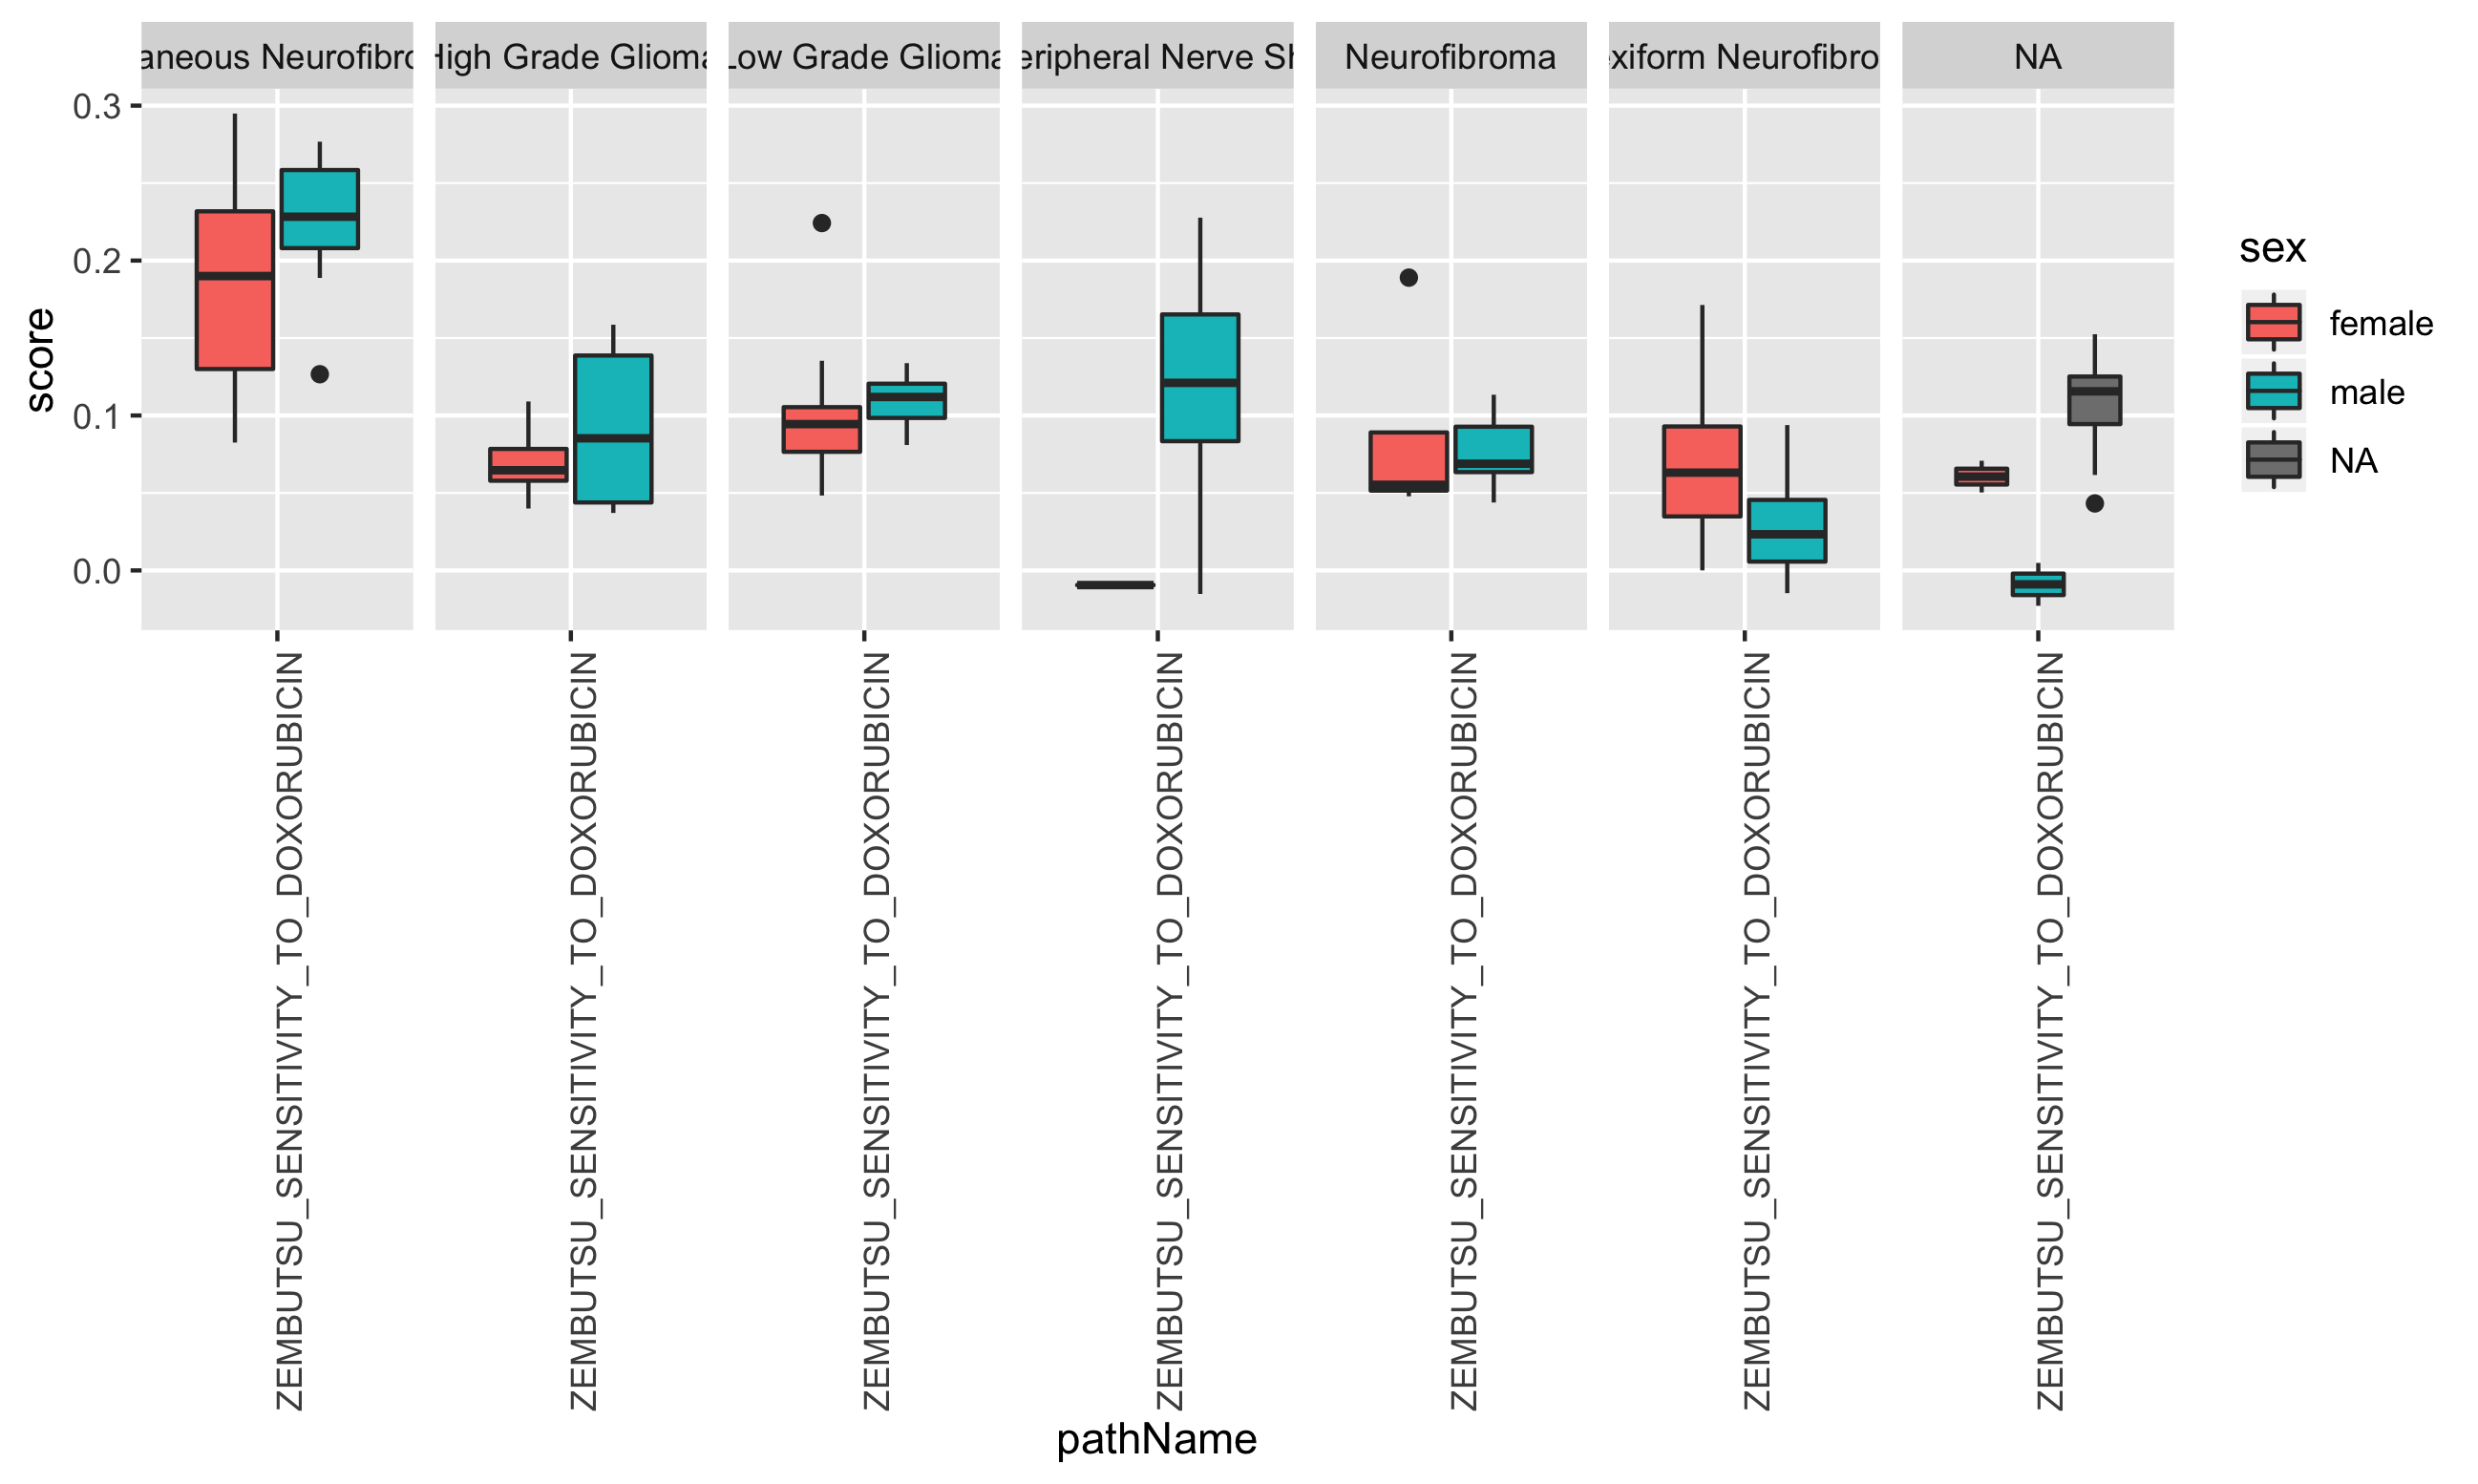 aneous Neurofibro
High Grade Glioma
Low Grade Glioma
eripheral Nerve Sh
Neurofibroma
exiform Neurofibro
NA
score
0.3
0.2
0.1
0.0
ZEMBUTSU_SENSITIVITY_TO_DOXORUBICIN
ZEMBUTSU_SENSITIVITY_TO_DOXORUBICIN
ZEMBUTSU_SENSITIVITY_TO_DOXORUBICIN
ZEMBUTSU_SENSITIVITY_TO_DOXORUBICIN
ZEMBUTSU_SENSITIVITY_TO_DOXORUBICIN
ZEMBUTSU_SENSITIVITY_TO_DOXORUBICIN
ZEMBUTSU_SENSITIVITY_TO_DOXORUBICIN
pathName
sex
female
male
NA